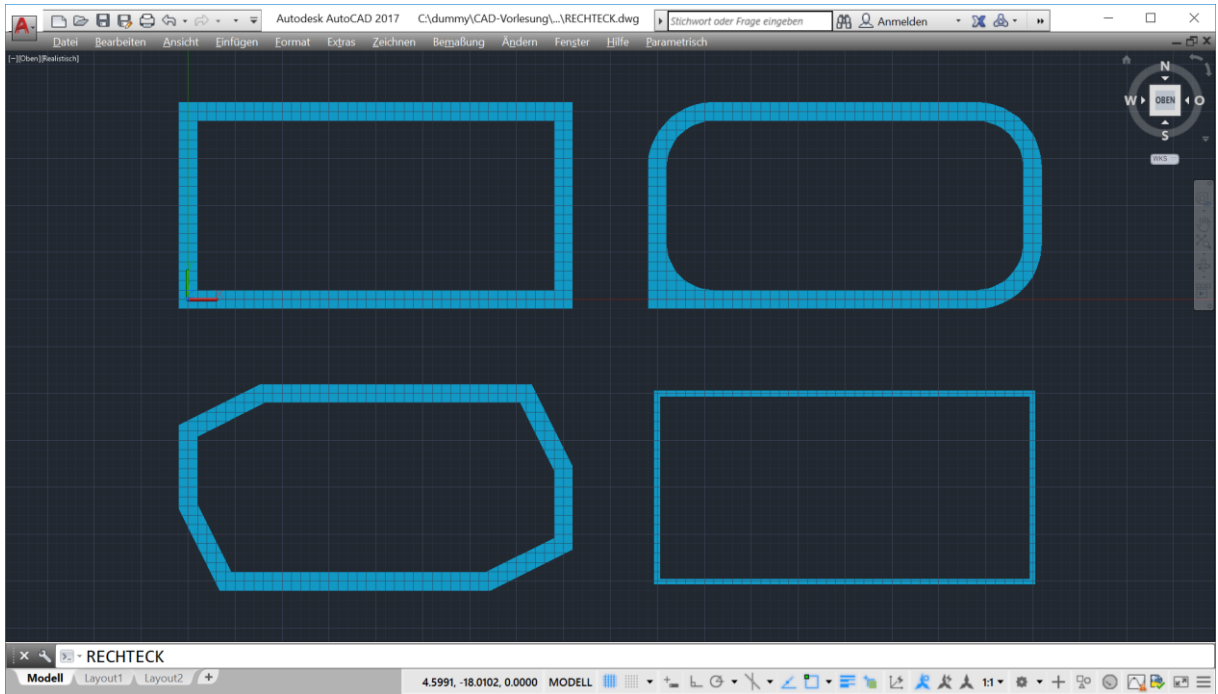 A Autodesk AutoCAD 2017 C:\dummy\CAD-Vorlesung\...\RECHTECK.dwg Stichwort oder Frage eingeben Anmelden
Datei Bearbeiten Ansicht Einfügen Format Extras Zeichnen Bemaßung Ändern Fenster Hilfe Parametrisch
[−][Oben][Realistisch]
N
W OBEN O
S
WKS
RECHTECK
Modell Layout1 Layout2 + 4.5991, -18.0102, 0.0000 MODELL 1:1